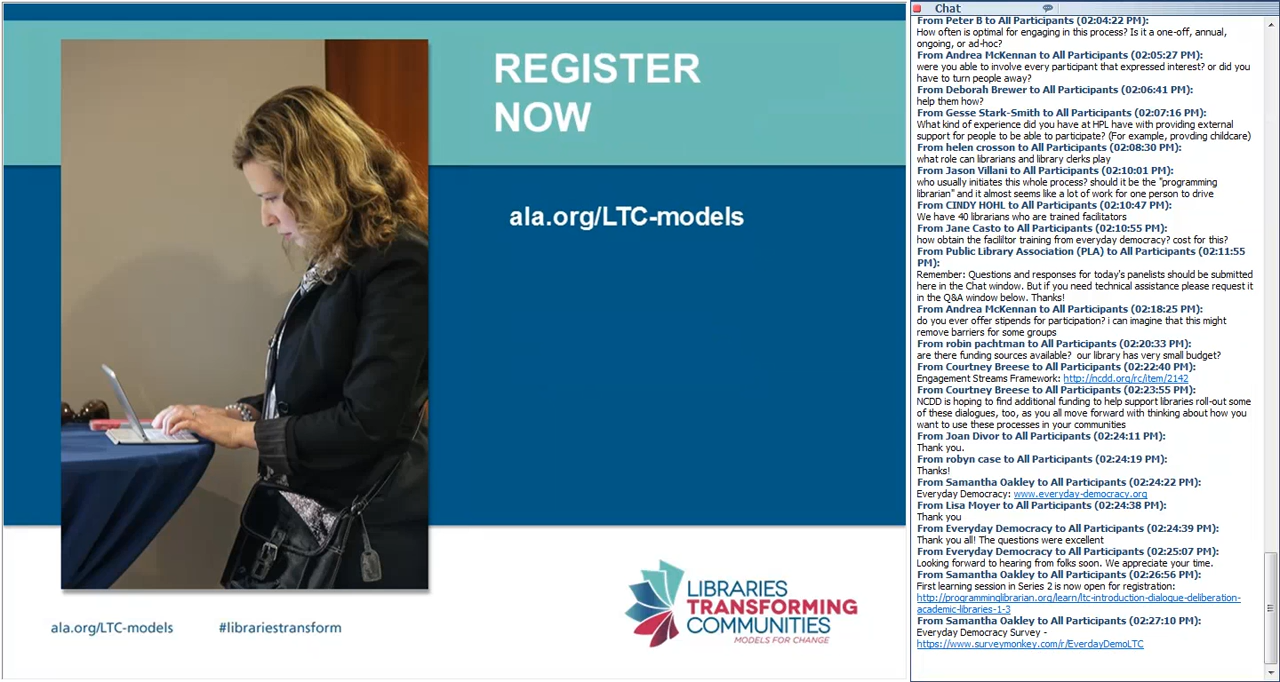 REGISTER
NOW
ala.org/LTC-models
ala.org/LTC-models
#librariestransform
LIBRARIES
TRANSFORMING
COMMUNITIES
MODELS FOR CHANGE
Chat
From Peter B to All Participants (02:04:22 PM):
How often is optimal for engaging in this process? Is it a one-off, annual,
ongoing, or ad-hoc?
From Andrea McKennan to All Participants (02:05:27 PM):
were you able to involve every participant that expressed interest? or did you
have to turn people away?
From Deborah Brewer to All Participants (02:06:41 PM):
help them how?
From Gesse Stark-Smith to All Participants (02:07:16 PM):
What kind of experience did you have at HPL have with providing external
support for people to be able to participate? (For example, provding childcare)
From helen crosson to All Participants (02:08:30 PM):
what role can librarians and library clerks play
From Jason Villani to All Participants (02:10:01 PM):
who usually initiates this whole process? should it be the "programming
librarian" and it almost seems like a lot of work for one person to drive
From CINDY HOHL to All Participants (02:10:47 PM):
We have 40 librarians who are trained facilitators
From Jane Casto to All Participants (02:10:55 PM):
how obtain the facililtor training from everyday democracy? cost for this?
From Public Library Association (PLA) to All Participants (02:11:55
PM):
Remember: Questions and responses for today's panelists should be submitted
here in the Chat window. But if you need technical assistance please request it
in the Q&A window below. Thanks!
From Andrea McKennan to All Participants (02:18:25 PM):
do you ever offer stipends for participation? i can imagine that this might
remove barriers for some groups
From robin pachtman to All Participants (02:20:33 PM):
are there funding sources available?  our library has very small budget?
From Courtney Breese to All Participants (02:22:40 PM):
Engagement Streams Framework: http://ncdd.org/rc/item/2142
From Courtney Breese to All Participants (02:23:55 PM):
NCDD is hoping to find additional funding to help support libraries roll-out some
of these dialogues, too, as you all move forward with thinking about how you
want to use these processes in your communities
From Joan Divor to All Participants (02:24:11 PM):
Thank you.
From robyn case to All Participants (02:24:19 PM):
Thanks!
From Samantha Oakley to All Participants (02:24:22 PM):
Everyday Democracy: www.everyday-democracy.org
From Lisa Moyer to All Participants (02:24:38 PM):
Thank you
From Everyday Democracy to All Participants (02:24:39 PM):
Thank you all! The questions were excellent
From Everyday Democracy to All Participants (02:25:07 PM):
Looking forward to hearing from folks soon. We appreciate your time.
From Samantha Oakley to All Participants (02:26:56 PM):
First learning session in Series 2 is now open for registration:
http://programminglibrarian.org/learn/ltc-introduction-dialogue-deliberation-
academic-libraries-1-3
From Samantha Oakley to All Participants (02:27:10 PM):
Everyday Democracy Survey -
https://www.surveymonkey.com/r/EverdayDemoLTC